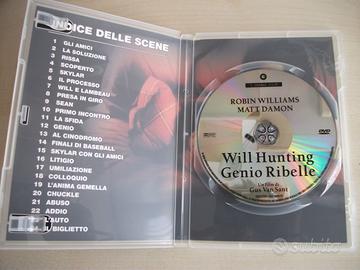 INDICE DELLE SCENE
1 GLI AMICI
2 LA SOLUZIONE
3 RISSA
4 SCOPERTO
5 SKYLAR
6 IL PROCESSO
7 WILL E LAMBEAU
8 PRESA IN GIRO
9 SEAN
10 PRIMO INCONTRO
11 LA SFIDA
12 GENIO
13 AL CINODROMO
14 FINALI DI BASEBALL
15 SKYLAR CON GLI AMICI
16 LITIGIO
17 UMILIAZIONE
18 COLLOQUIO
19 L'ANIMA GEMELLA
20 CHUCKLE
21 ABUSO
22 ADDIO
AUTO
BIGLIETTO
ROBIN WILLIAMS
MATT DAMON
DVD
Will Hunting
Genio Ribelle
Un film di
Gus Van Sant
Subito